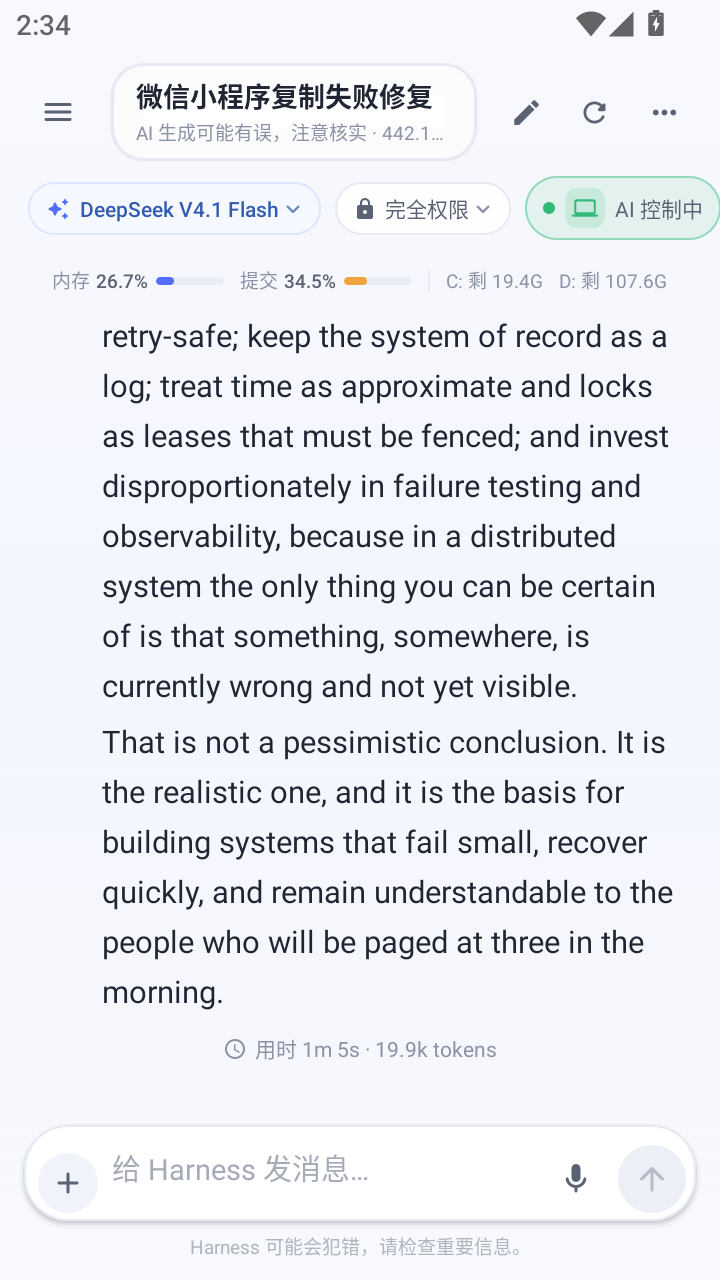 2:34
微信小程序复制失败修复
AI 生成可能有误，注意核实 · 442.1…
DeepSeek V4.1 Flash
完全权限
AI 控制中
内存 26.7% 提交 34.5% C: 剩 19.4G D: 剩 107.6G
retry-safe; keep the system of record as a
log; treat time as approximate and locks
as leases that must be fenced; and invest
disproportionately in failure testing and
observability, because in a distributed
system the only thing you can be certain
of is that something, somewhere, is
currently wrong and not yet visible.
That is not a pessimistic conclusion. It is
the realistic one, and it is the basis for
building systems that fail small, recover
quickly, and remain understandable to the
people who will be paged at three in the
morning.
用时 1m 5s · 19.9k tokens
给 Harness 发消息…
Harness 可能会犯错，请检查重要信息。